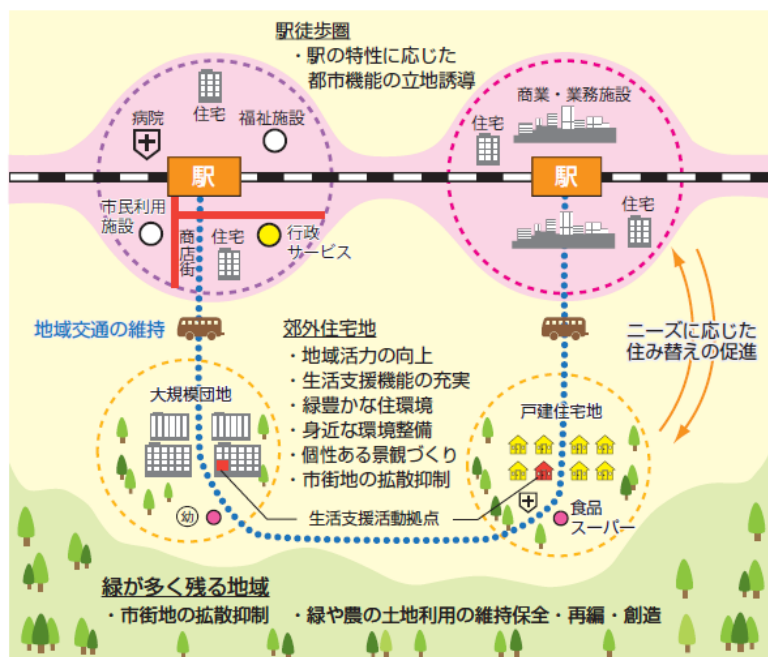 駅徒歩圏
・駅の特性に応じた
都市機能の立地誘導
病院
住宅
福祉施設
駅
市民利用
施設
商店街
住宅
行政
サービス
商業・業務施設
住宅
駅
住宅
地域交通の維持
郊外住宅地
・地域活力の向上
・生活支援機能の充実
・緑豊かな住環境
・身近な環境整備
・個性ある景観づくり
・市街地の拡散抑制
ニーズに応じた
住み替えの促進
大規模団地
戸建住宅地
幼
生活支援活動拠点
食品
スーパー
緑が多く残る地域
・市街地の拡散抑制 ・緑や農の土地利用の維持保全・再編・創造